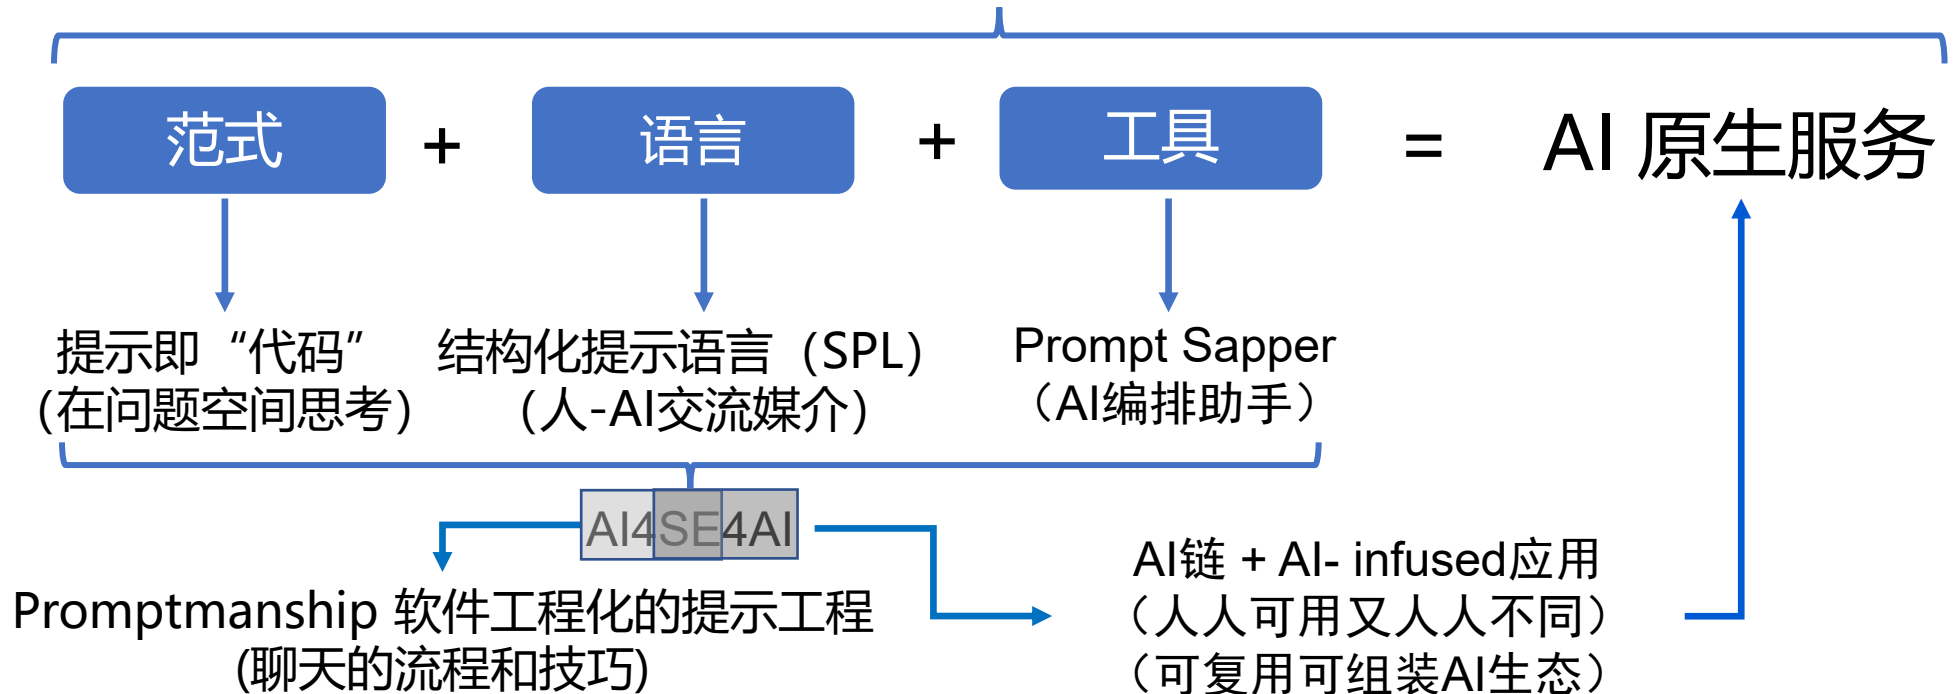 范式 + 语言 + 工具 = AI 原生服务
提示即“代码”
（在问题空间思考）
结构化提示语言（SPL）
（人-AI交流媒介）
Prompt Sapper
（AI编排助手）
AI4SE4AI
Promptmanship 软件工程化的提示工程
(聊天的流程和技巧)
AI链 + AI- infused应用
（人人可用又人人不同）
（可复用可组装AI生态）